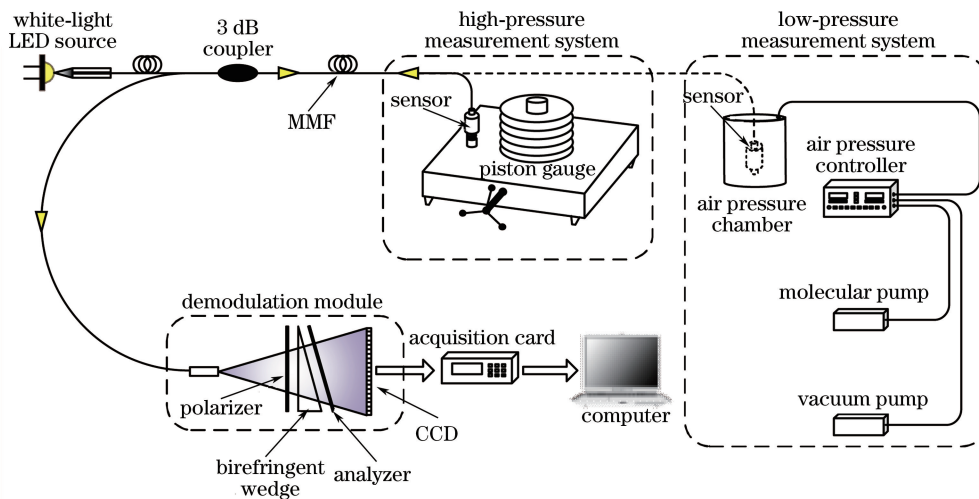 white-light
LED source
3 dB
coupler
MMF
high-pressure
measurement system
sensor
piston gauge
low-pressure
measurement system
sensor
air pressure
controller
air pressure
chamber
molecular pump
vacuum pump
demodulation module
polarizer
birefringent
wedge
analyzer
CCD
acquisition card
computer